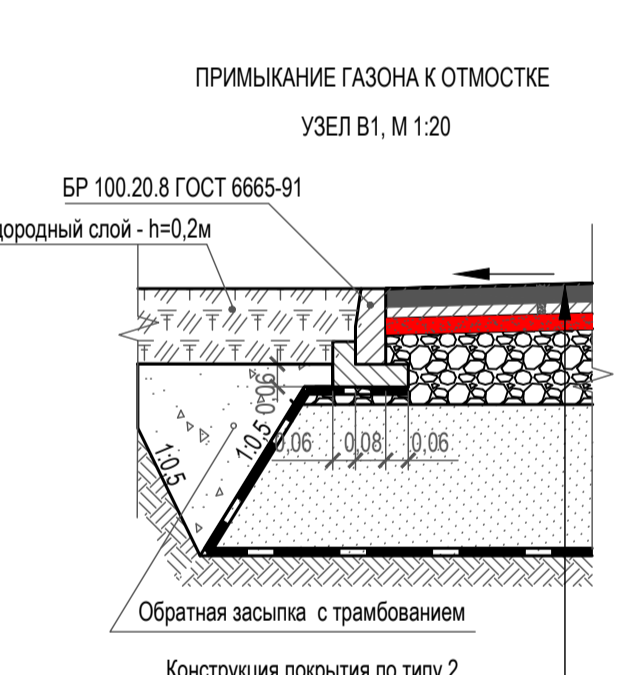 ПРИМЫКАНИЕ ГАЗОНА К ОТМОСТКЕ
УЗЕЛ В1, М 1:20
БР 100.20.8 ГОСТ 6665-91
дородный слой - h=0,2м
0,06
1:0,5
1:0,5
0,06 0,08 0,06
Обратная засыпка с трамбованием
Конструкция покрытия по типу 2